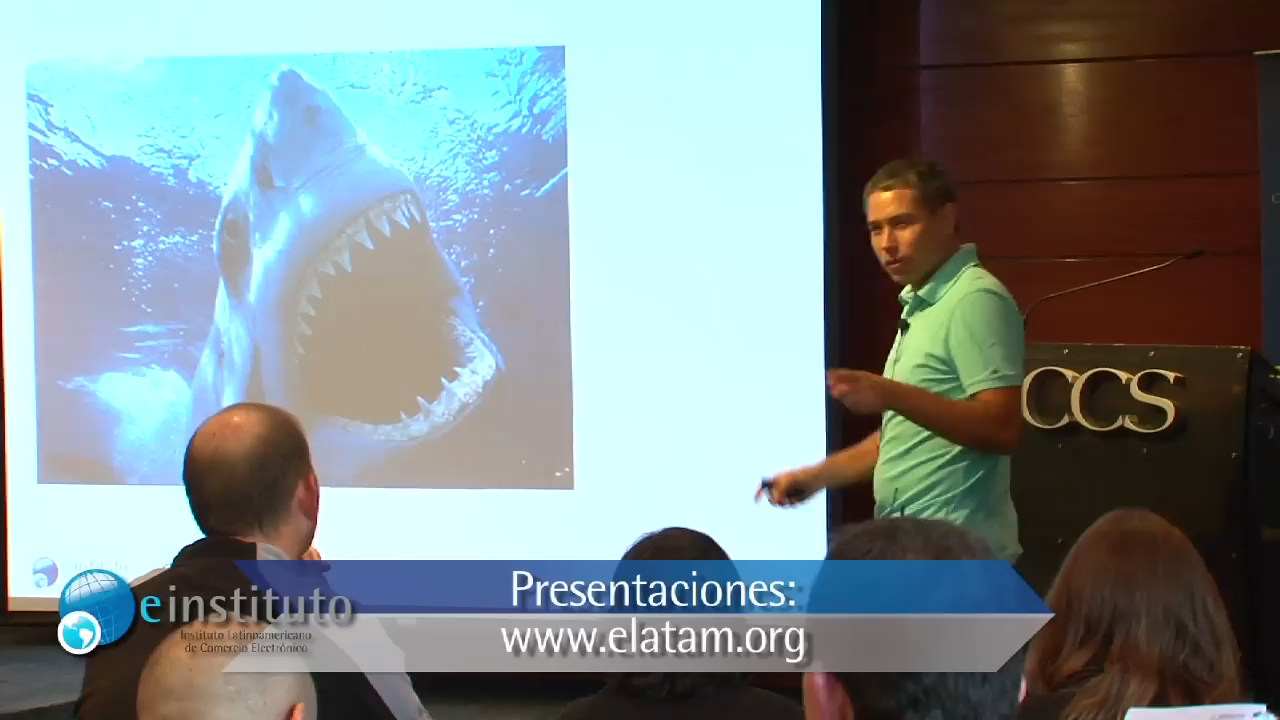 CCS
Presentaciones:
www.elatam.org
einstituto
Instituto Latinoamericano
de Comercio Electrónico